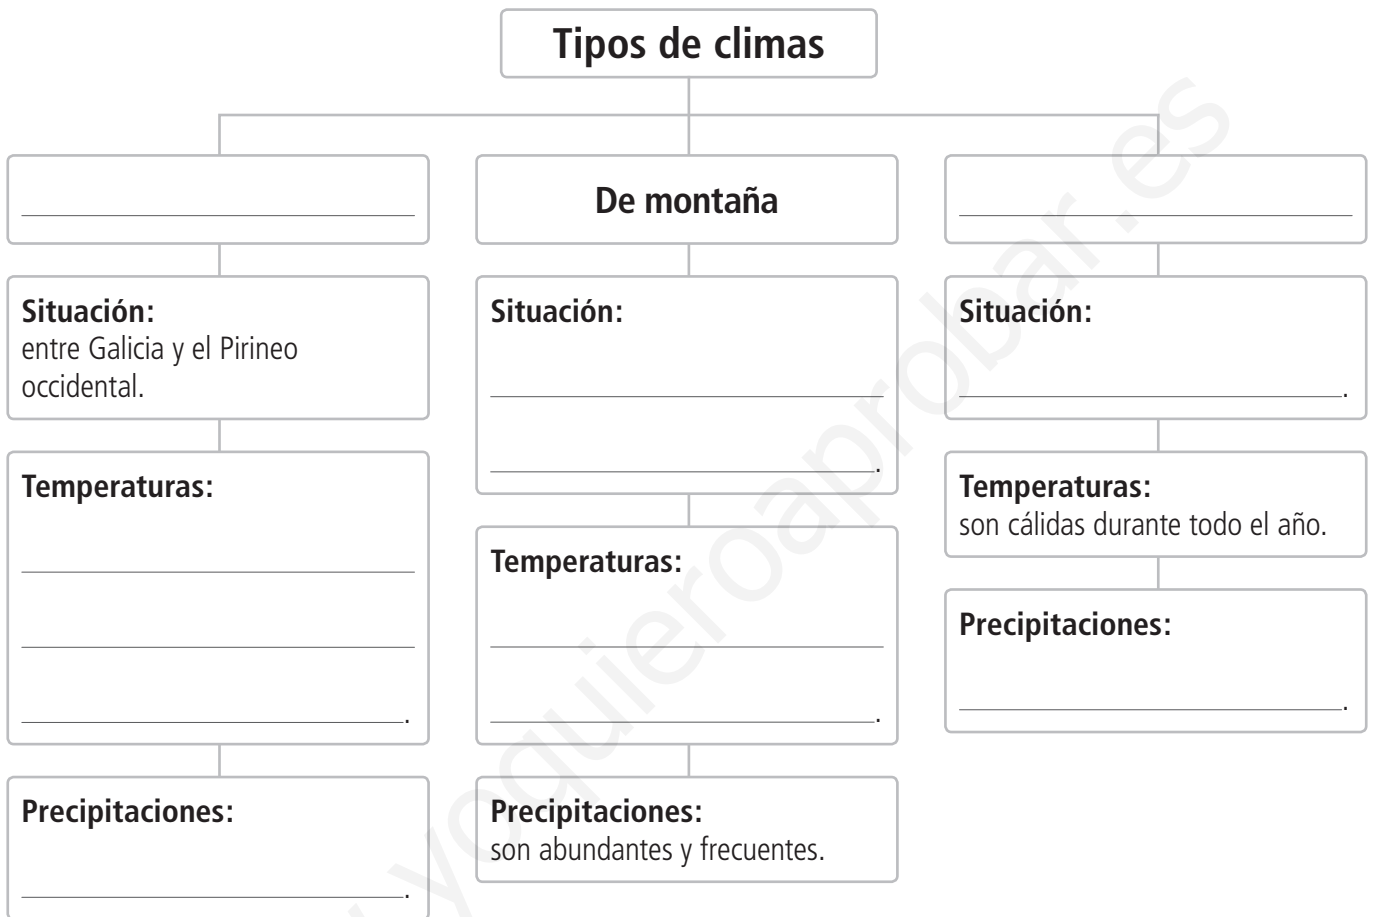 Tipos de climas
De montaña
Situación:
entre Galicia y el Pirineo
occidental.
Temperaturas:
.
Precipitaciones:
.
Situación:
.
Temperaturas:
.
Precipitaciones:
son abundantes y frecuentes.
Situación:
.
Temperaturas:
son cálidas durante todo el año.
Precipitaciones:
.
yoquieroaprobar.es